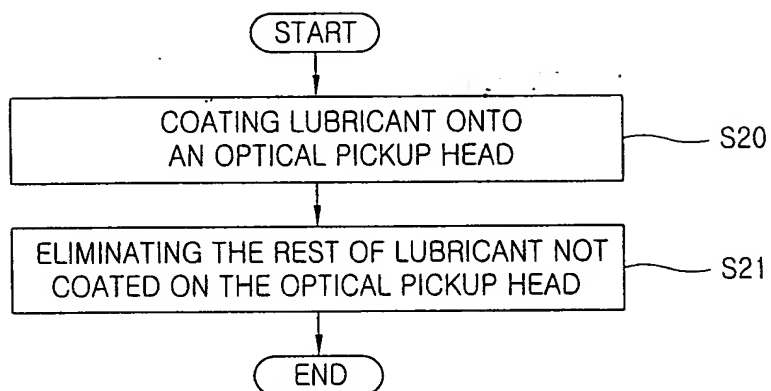 START
COATING LUBRICANT ONTO
AN OPTICAL PICKUP HEAD
S20
ELIMINATING THE REST OF LUBRICANT NOT
COATED ON THE OPTICAL PICKUP HEAD
S21
END